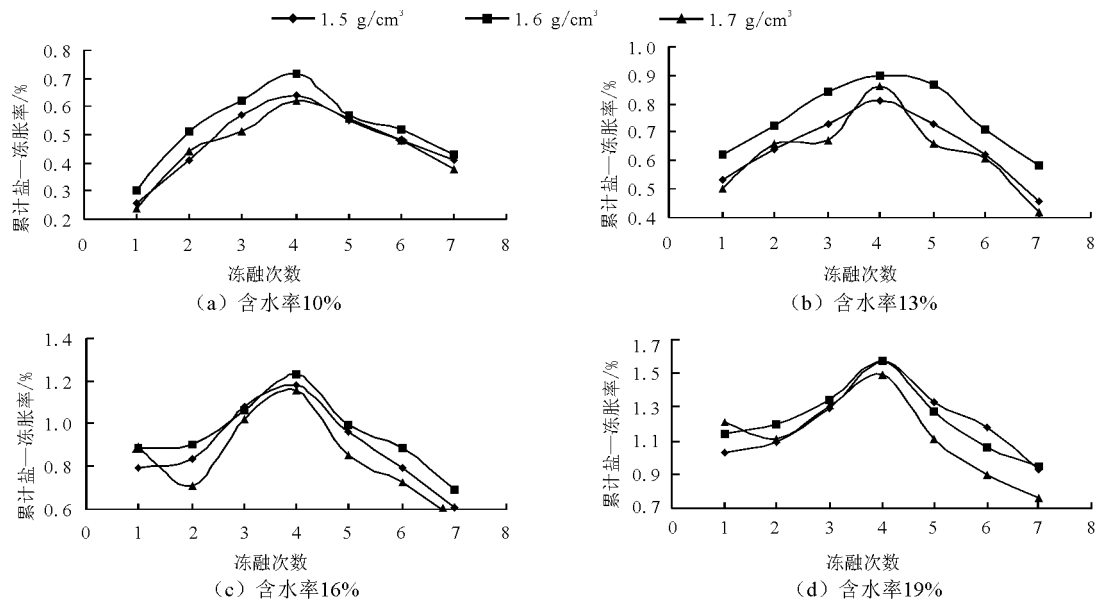 1.5 g/cm³ 1.6 g/cm³ 1.7 g/cm³
累计盐—冻胀率/%
0.8
0.7
0.6
0.5
0.4
0.3
0.2
0 1 2 3 4 5 6 7 8
冻融次数
(a) 含水率10%
累计盐—冻胀率/%
1.0
0.9
0.8
0.7
0.6
0.5
0.4
0 1 2 3 4 5 6 7 8
冻融次数
(b) 含水率13%
累计盐—冻胀率/%
1.4
1.2
1.0
0.8
0.6
0 1 2 3 4 5 6 7 8
冻融次数
(c) 含水率16%
累计盐—冻胀率/%
1.7
1.5
1.3
1.1
0.9
0.7
0 1 2 3 4 5 6 7 8
冻融次数
(d) 含水率19%